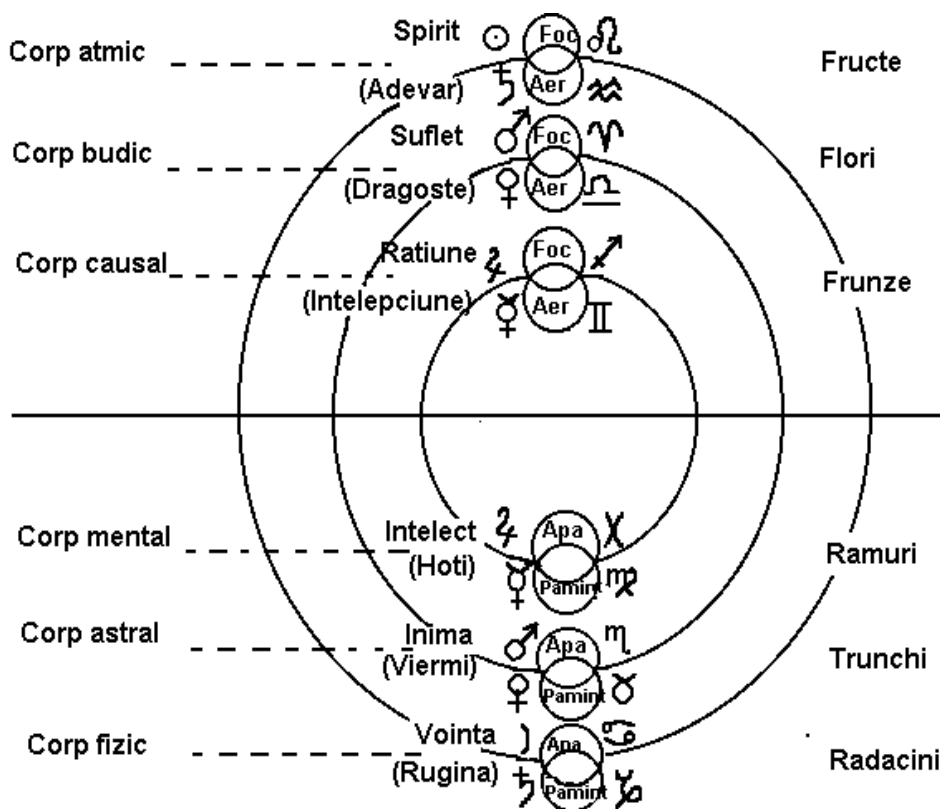 Corp atmic Spirit ☉ Foc ♌ Fructe
(Adevar) ♄ Aer ♒
Corp budic Suflet ♂ Foc ♈ Flori
(Dragoste) ♀ Aer ♎
Corp causal Ratiune ♃ Foc ♐ Frunze
(Intelepciune) ☿ Aer ♊
Corp mental Intelect ♃ Apa ♓ Ramuri
(Hoti) ☿ Pamint ♍
Corp astral Inima ♂ Apa ♏ Trunchi
(Viermi) ♀ Pamint ♉
Corp fizic Vointa ☽ Apa ♋ Radacini
(Rugina) ♄ Pamint ♑